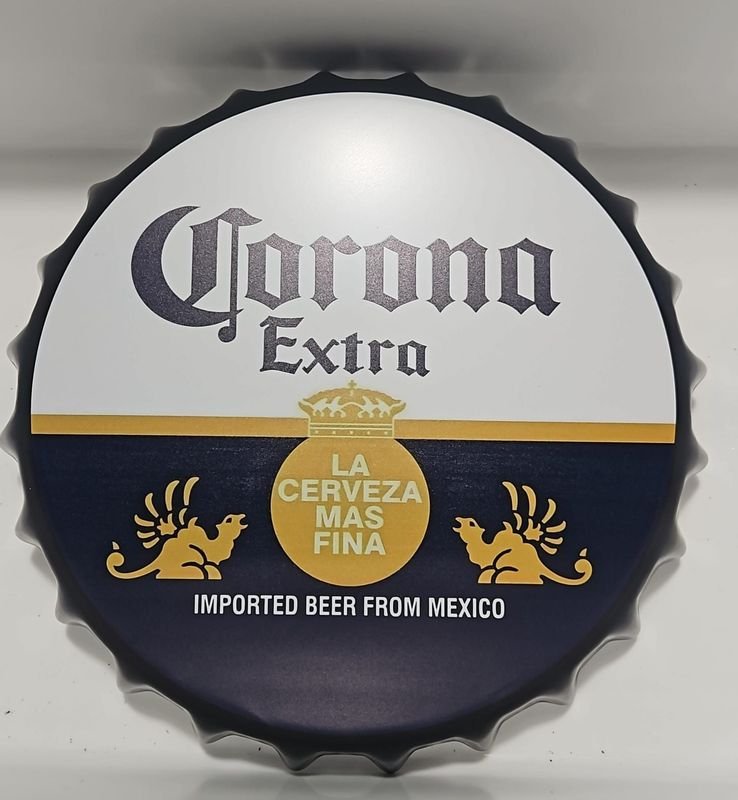 Corona
Extra
LA
CERVEZA
MAS
FINA
IMPORTED BEER FROM MEXICO